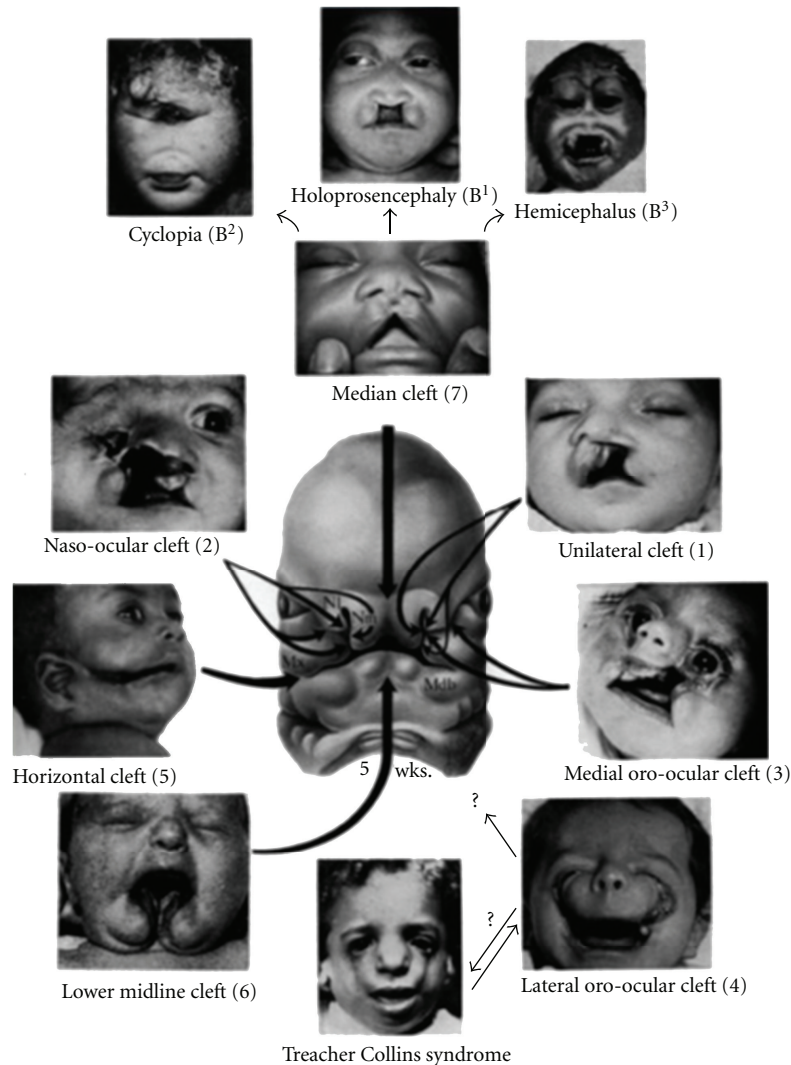 Holoprosencephaly (B¹)
Cyclopia (B²)
Hemicephalus (B³)
Median cleft (7)
Naso-ocular cleft (2)
Unilateral cleft (1)
Mx
Mdb
Horizontal cleft (5)
5 wks.
Medial oro-ocular cleft (3)
?
?
Lower midline cleft (6)
Lateral oro-ocular cleft (4)
Treacher Collins syndrome